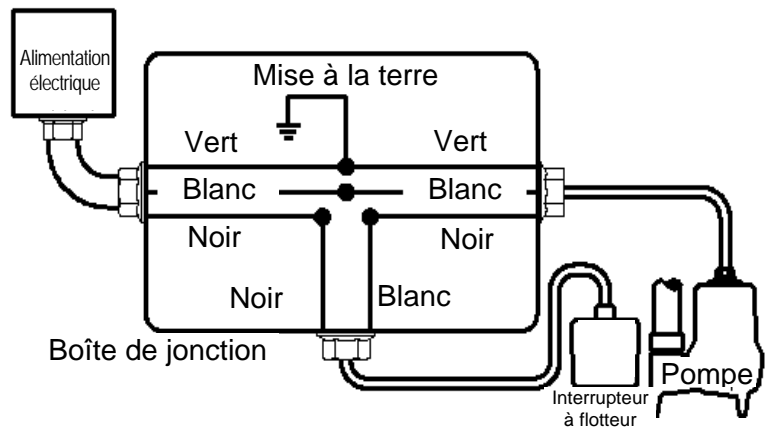 Alimentation
électrique
Mise à la terre
Vert
Vert
Blanc
Blanc
Noir
Noir
Noir
Blanc
Boîte de jonction
Interrupteur
à flotteur
Pompe